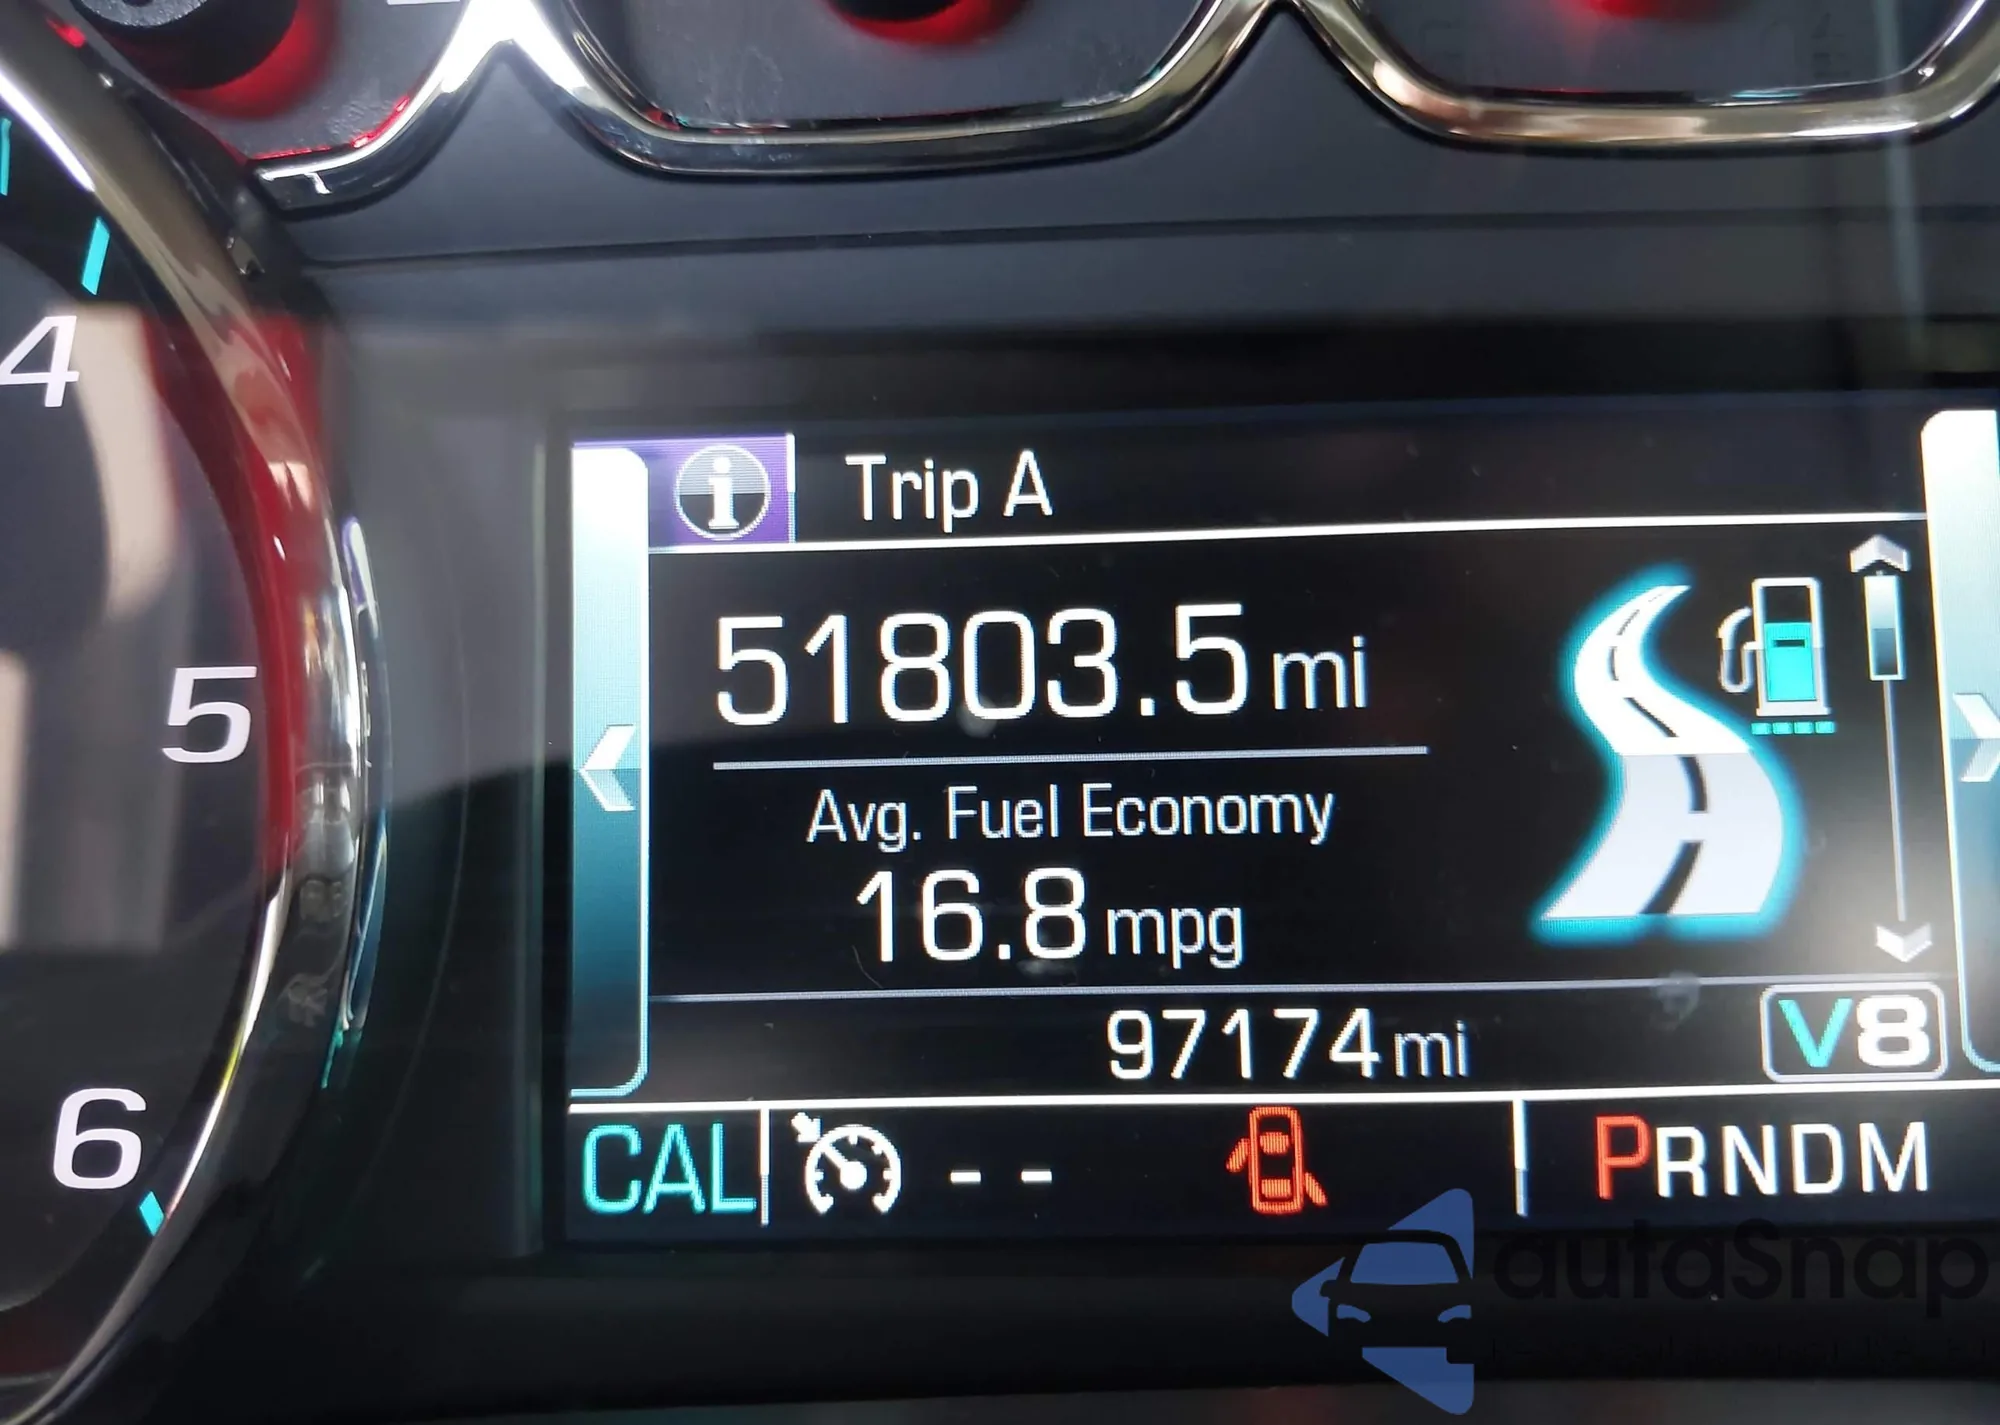 4
5
6
Trip A
51803.5 mi
Avg. Fuel Economy
16.8 mpg
97174 mi
V8
CAL
--
PRNDM
autoSnap